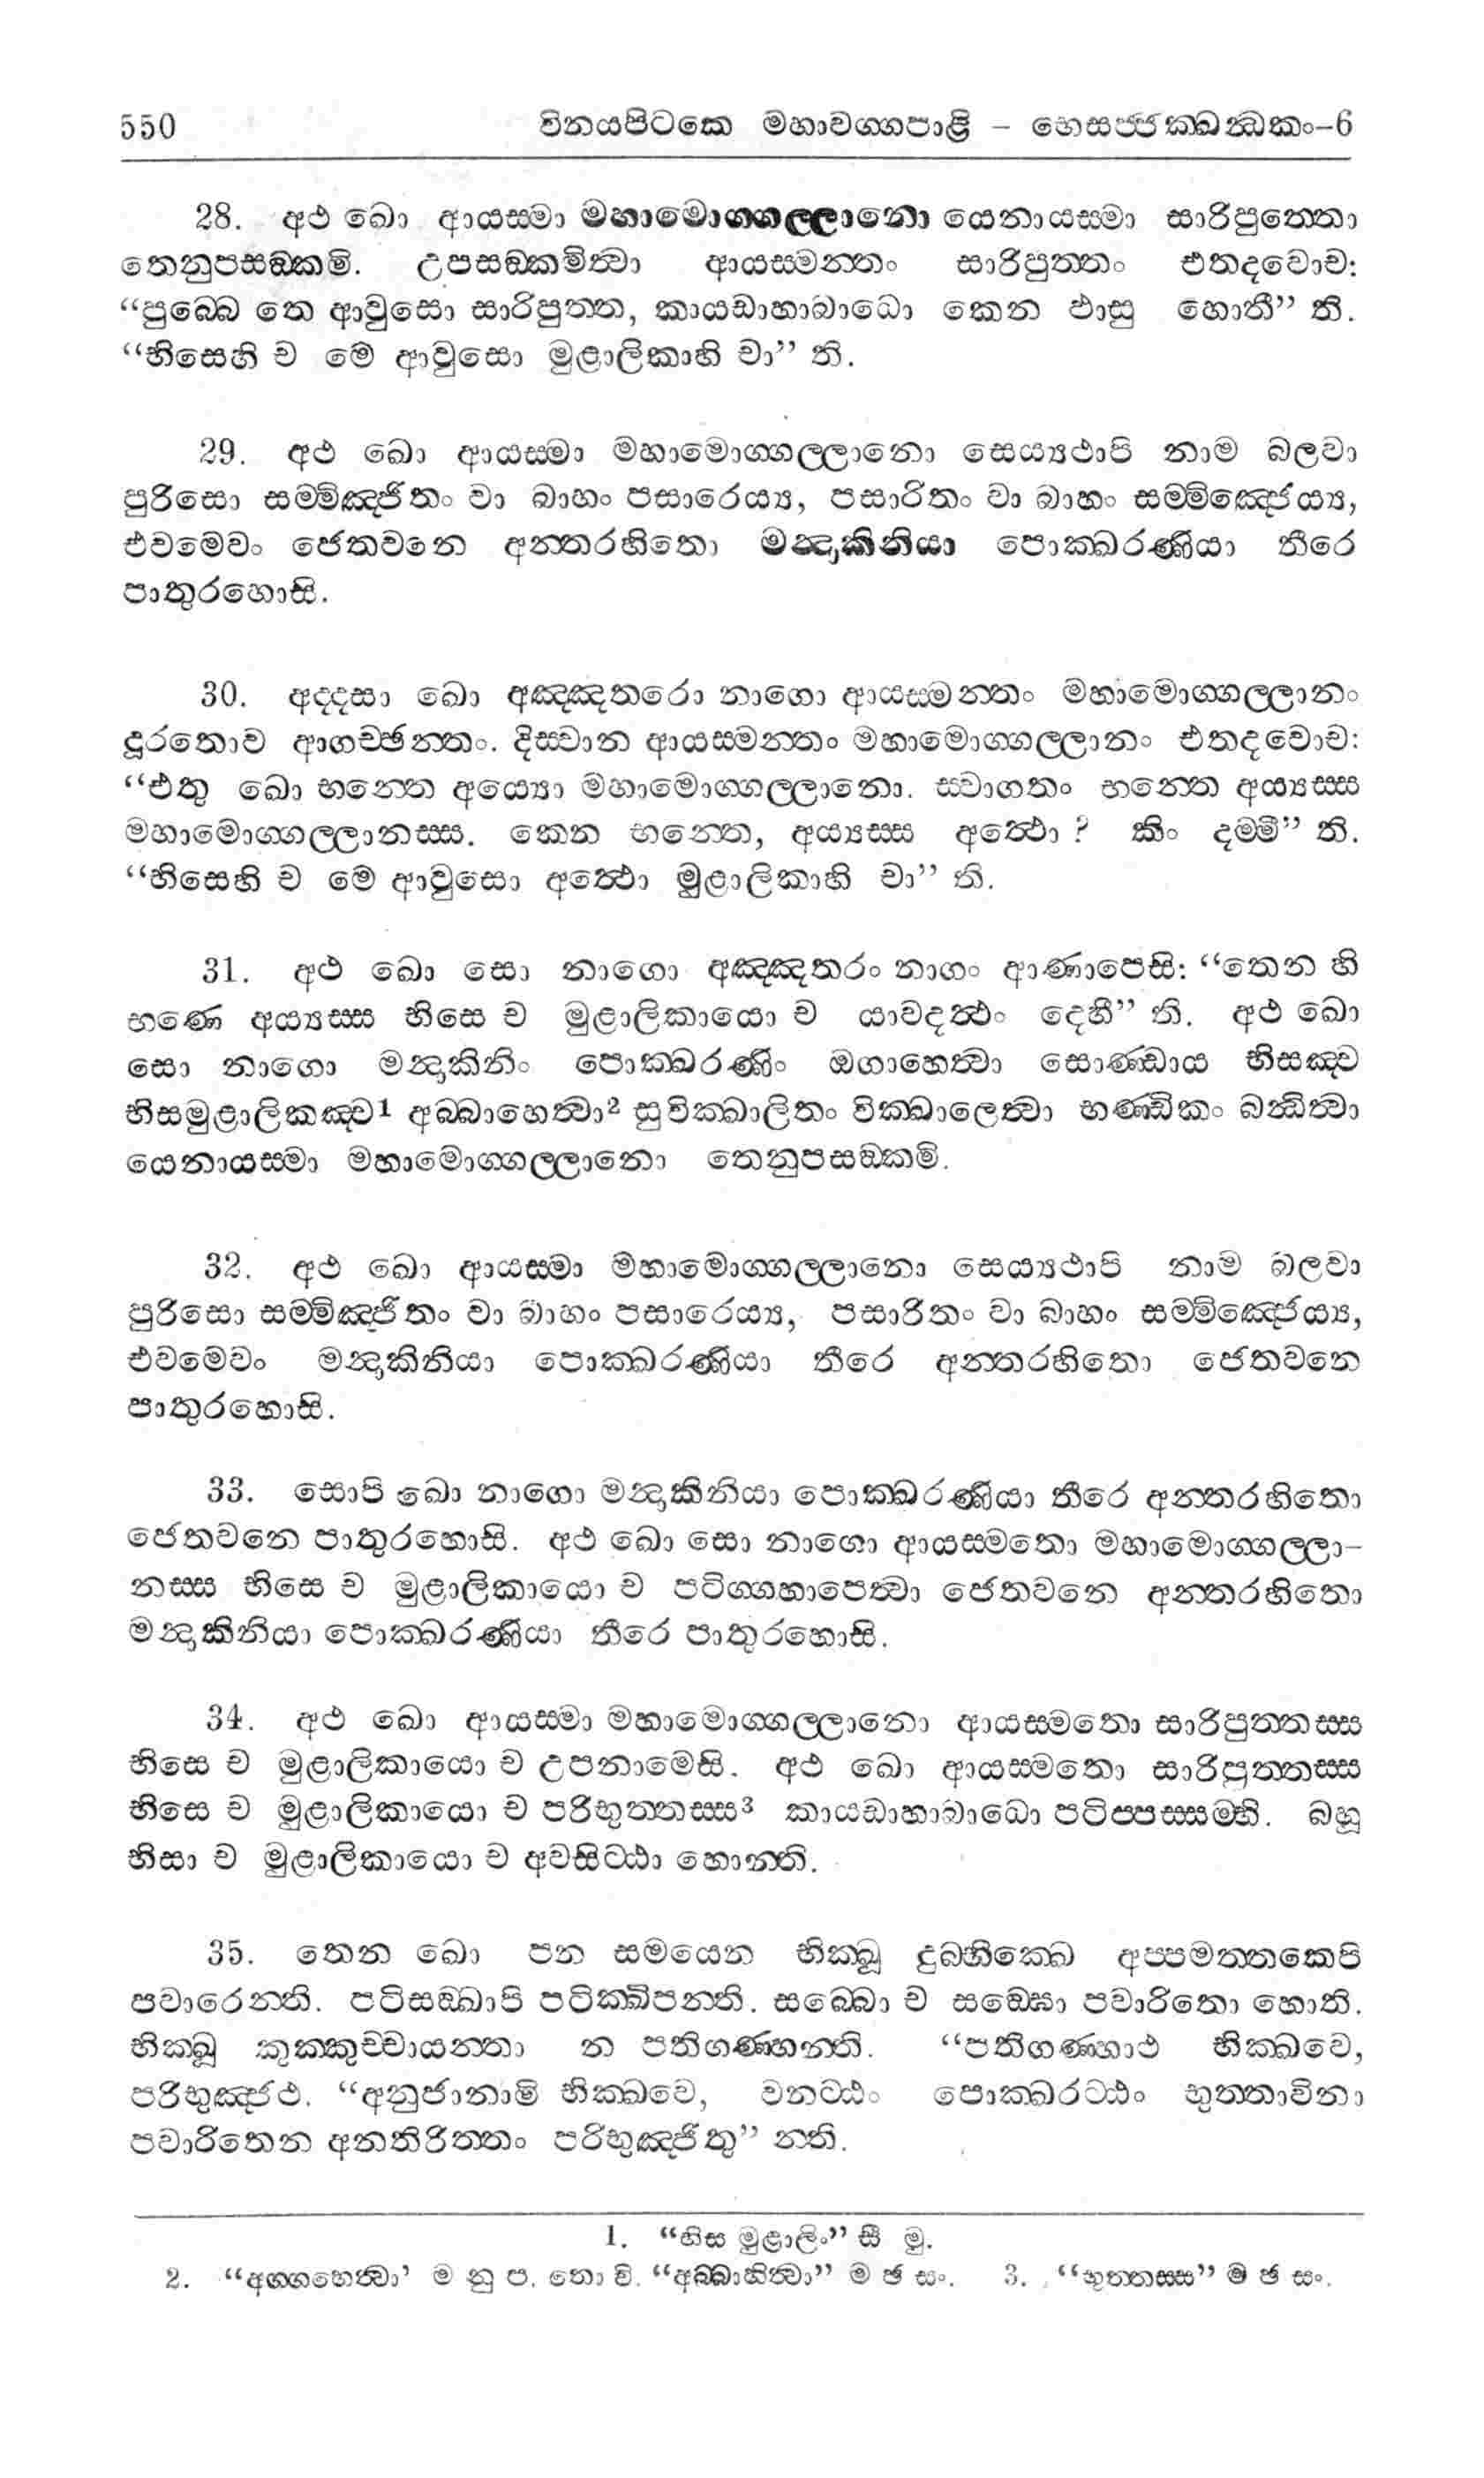 550 විනයපිටකෙ මහාවග්ගපාළි – භෙසජ්ජක්ඛන්ධකං–6
28. අථ ඛො ආයස්මා මහාමොග්ගල්ලානො යෙනායස්මා සාරිපුත්තො
තෙනුපසඞ්කමි. උපසඞ්කමිත්වා ආයස්මන්තං සාරිපුත්තං එතදවොච:
“පුබ්බෙ තෙ ආවුසො සාරිපුත්ත, කායඩාහාබාධො කෙන ඵාසු හොතී” ති.
“භිසෙහි ච මෙ ආවුසො මුළාලිකාහි චා” ති.
29. අථ ඛො ආයස්මා මහාමොග්ගල්ලානො සෙය්‍යථාපි නාම බලවා
පුරිසො සම්මිඤ්ජිතං වා බාහං පසාරෙය්‍ය, පසාරිතං වා බාහං සම්මිඤ්ජෙය්‍ය,
එවමෙවං ජෙතවනෙ අන්තරහිතො මන්දාකිනියා පොක්ඛරණියා තීරෙ
පාතුරහොසි.
30. අද්දසා ඛො අඤ්ඤතරො නාගො ආයස්මන්තං මහාමොග්ගල්ලානං
දූරතොව ආගච්ඡන්තං. දිස්වාන ආයස්මන්තං මහාමොග්ගල්ලානං එතදවොච:
“එතු ඛො භන්තෙ අය්‍යො මහාමොග්ගල්ලානො. ස්වාගතං භන්තෙ අය්‍යස්ස
මහාමොග්ගල්ලානස්ස. කෙන භන්තෙ, අය්‍යස්ස අත්ථො ? කිං දම්මී” ති.
“භිසෙහි ච මෙ ආවුසො අත්ථො මුළාලිකාහි චා” ති.
31. අථ ඛො සො නාගො අඤ්ඤතරං නාගං ආණාපෙසි: “තෙන හි
භණෙ අය්‍යස්ස භිසෙ ච මුළාලිකායො ච යාවදත්ථං දෙහී” ති. අථ ඛො
සො නාගො මන්දාකිනිං පොක්ඛරණිං ඔගාහෙත්වා සොණ්ඩාය භිසඤ්ච
භිසමුළාලිකඤ්ච1 අබ්බාහෙත්වා2 සුවික්ඛාලිතං වික්ඛාලෙත්වා භණ්ඩිකං බන්ධිත්වා
යෙනායස්මා මහාමොග්ගල්ලානො තෙනුපසඞ්කමි.
32. අථ ඛො ආයස්මා මහාමොග්ගල්ලානො සෙය්‍යථාපි නාම බලවා
පුරිසො සම්මිඤ්ජිතං වා බාහං පසාරෙය්‍ය, පසාරිතං වා බාහං සම්මිඤ්ජෙය්‍ය,
එවමෙවං මන්දාකිනියා පොක්ඛරණියා තීරෙ අන්තරහිතො ජෙතවනෙ
පාතුරහොසි.
33. සොපි ඛො නාගො මන්දාකිනියා පොක්ඛරණියා තීරෙ අන්තරහිතො
ජෙතවනෙ පාතුරහොසි. අථ ඛො සො නාගො ආයස්මතො මහාමොග්ගල්ලා–
නස්ස භිසෙ ච මුළාලිකායො ච පටිග්ගහාපෙත්වා ජෙතවනෙ අන්තරහිතො
මන්දාකිනියා පොක්ඛරණියා තීරෙ පාතුරහොසි.
34. අථ ඛො ආයස්මා මහාමොග්ගල්ලානො ආයස්මතො සාරිපුත්තස්ස
භිසෙ ච මුළාලිකායො ච උපනාමෙසි. අථ ඛො ආයස්මතො සාරිපුත්තස්ස
භිසෙ ච මුළාලිකායො ච පරිභුත්තස්ස3 කායඩාහාබාධො පටිප්පස්සම්භි. බහූ
භිසා ච මුළාලිකායො ච අවසිට්ඨා හොන්ති.
35. තෙන ඛො පන සමයෙන භික්ඛූ දුබ්භික්ඛෙ අප්පමත්තකෙපි
පවාරෙන්ති. පටිසඞ්ඛාපි පටික්ඛිපන්ති. සබ්බො ච සඞ්ඝො පවාරිතො හොති.
භික්ඛූ කුක්කුච්චායන්තා න පතිගණ්හන්ති. “පතිගණ්හාථ භික්ඛවෙ,
පරිභුඤ්ජථ. “අනුජානාමි භික්ඛවෙ, වනට්ඨං පොක්ඛරට්ඨං භුත්තාවිනා
පවාරිතෙන අනතිරිත්තං පරිභුඤ්ජිතු” න්ති.
1. “භිස මුළාලිං” සී මු.
2. “අග්ගහෙත්වා’ ම නු ප. තො වි. “අබ්බාහිත්වා” ම ඡ සං. 3. “භුත්තස්ස” ම ඡ සං.